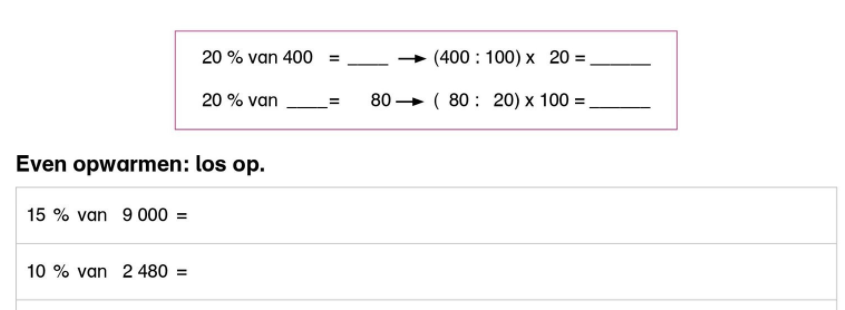 20 % van 400 = ____ → (400 : 100) x 20 = ______
20 % van ____ = 80 → ( 80 : 20) x 100 = ______
Even opwarmen: los op.
15 % van 9 000 =
10 % van 2 480 =